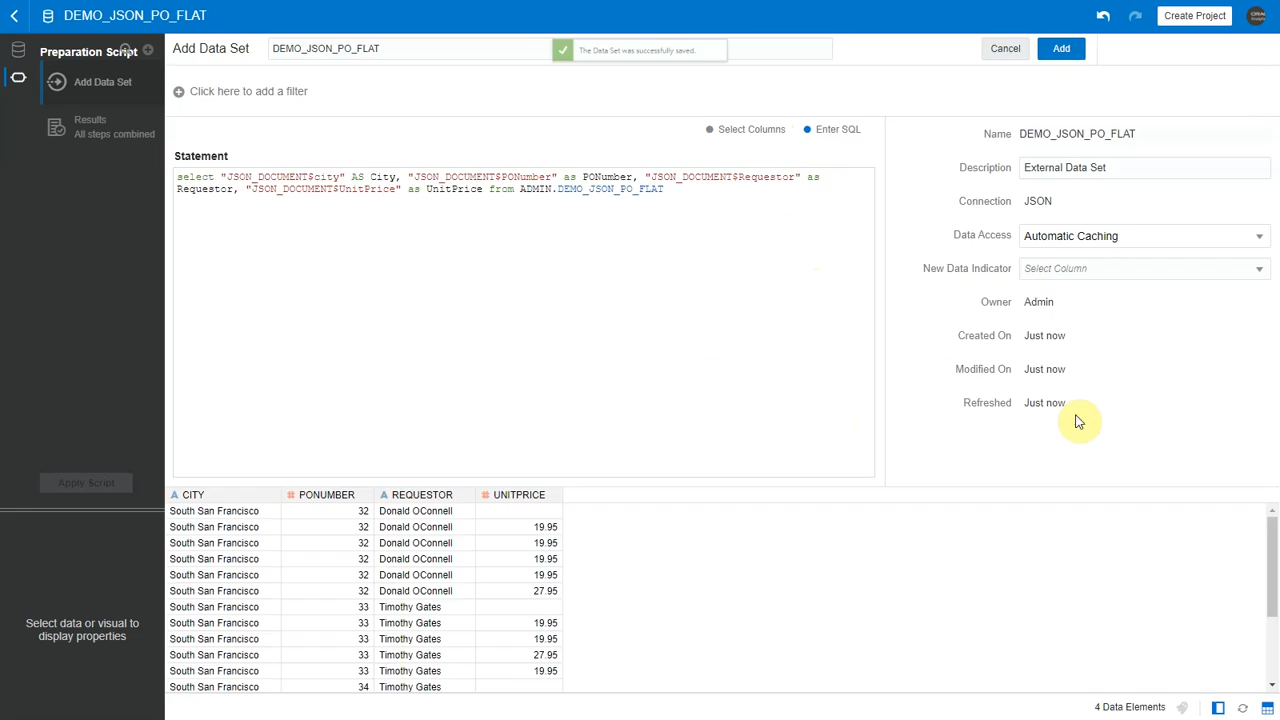 DEMO_JSON_PO_FLAT
Create Project
Preparation Script
Add Data Set
DEMO_JSON_PO_FLAT
The Data Set was successfully saved.
Cancel
Add
Add Data Set
Results
All steps combined
Apply Script
Select data or visual to
display properties
Click here to add a filter
Select Columns
Enter SQL
Statement
select "JSON_DOCUMENT$city" AS City, "JSON_DOCUMENT$PONumber" as PONumber, "JSON_DOCUMENT$Requestor" as
Requestor, "JSON_DOCUMENT$UnitPrice" as UnitPrice from ADMIN.DEMO_JSON_PO_FLAT
Name DEMO_JSON_PO_FLAT
Description External Data Set
Connection JSON
Data Access Automatic Caching
New Data Indicator Select Column
Owner Admin
Created On Just now
Modified On Just now
Refreshed Just now
A CITY # PONUMBER A REQUESTOR # UNITPRICE
South San Francisco 32 Donald OConnell
South San Francisco 32 Donald OConnell 19.95
South San Francisco 32 Donald OConnell 19.95
South San Francisco 32 Donald OConnell 19.95
South San Francisco 32 Donald OConnell 19.95
South San Francisco 32 Donald OConnell 27.95
South San Francisco 33 Timothy Gates
South San Francisco 33 Timothy Gates 19.95
South San Francisco 33 Timothy Gates 19.95
South San Francisco 33 Timothy Gates 27.95
South San Francisco 33 Timothy Gates 19.95
South San Francisco 34 Timothy Gates
4 Data Elements